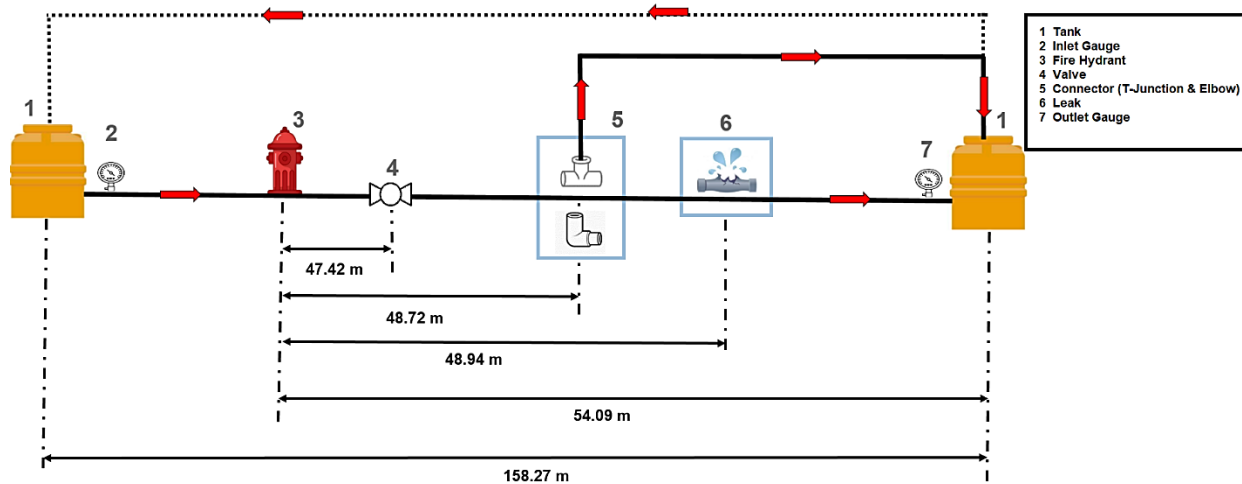 1 Tank
2 Inlet Gauge
3 Fire Hydrant
4 Valve
5 Connector (T-Junction & Elbow)
6 Leak
7 Outlet Gauge
1
2
3
4
5
6
7
1
47.42 m
48.72 m
48.94 m
54.09 m
158.27 m